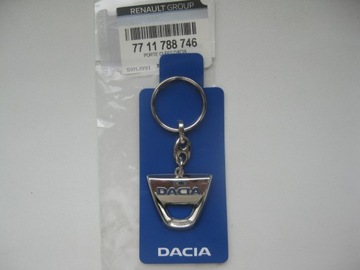 RENAULT GROUP
77 11 788 746
DACIA
DACIA